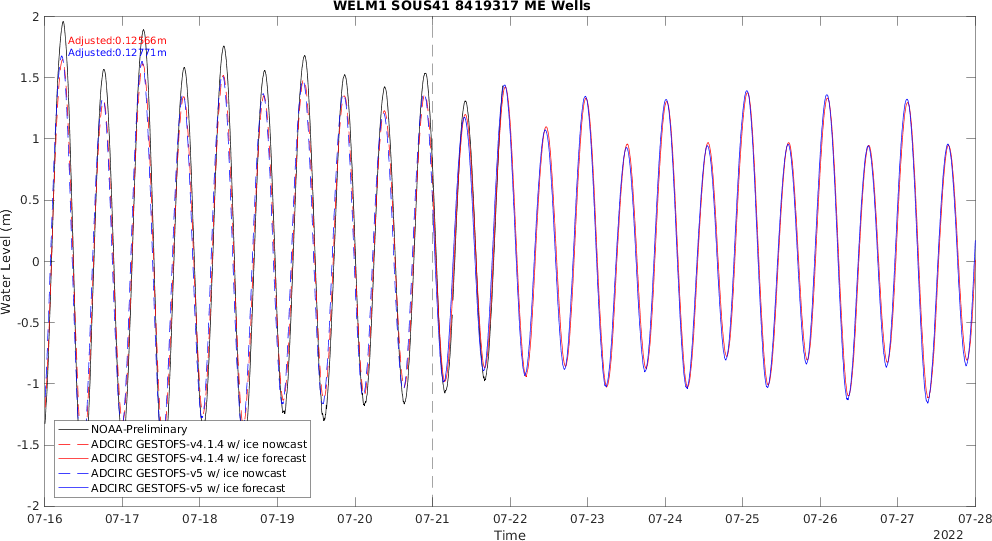 WELM1 SOUS41 8419317 ME Wells
Adjusted:0.12566m
Adjusted:0.12771m
2
1.5
1
0.5
0
-0.5
-1
-1.5
-2
Water Level (m)
NOAA-Preliminary
ADCIRC GESTOFS-v4.1.4 w/ ice nowcast
ADCIRC GESTOFS-v4.1.4 w/ ice forecast
ADCIRC GESTOFS-v5 w/ ice nowcast
ADCIRC GESTOFS-v5 w/ ice forecast
07-16 07-17 07-18 07-19 07-20 07-21 07-22 07-23 07-24 07-25 07-26 07-27 07-28
Time
2022